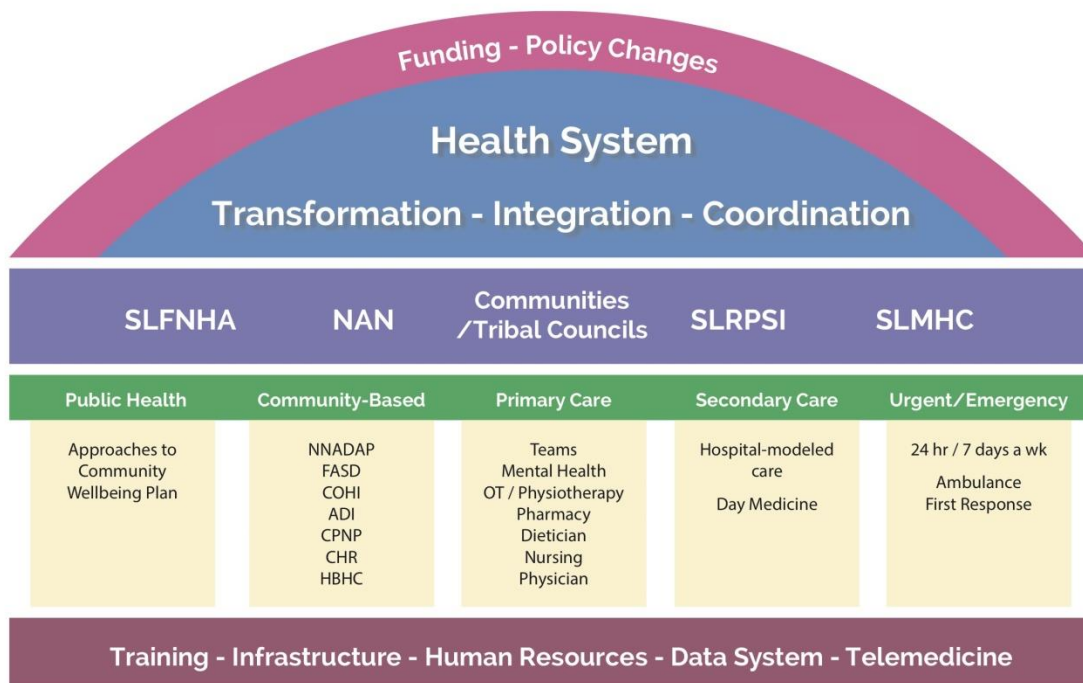 Funding - Policy Changes
Health System
Transformation - Integration - Coordination
SLFNHA
NAN
Communities
/Tribal Councils
SLRPSI
SLMHC
Public Health
Approaches to
Community
Wellbeing Plan
Community-Based
NNADAP
FASD
COHI
ADI
CPNP
CHR
HBHC
Primary Care
Teams
Mental Health
OT / Physiotherapy
Pharmacy
Dietician
Nursing
Physician
Secondary Care
Hospital-modeled
care
Day Medicine
Urgent/Emergency
24 hr / 7 days a wk
Ambulance
First Response
Training - Infrastructure - Human Resources - Data System - Telemedicine